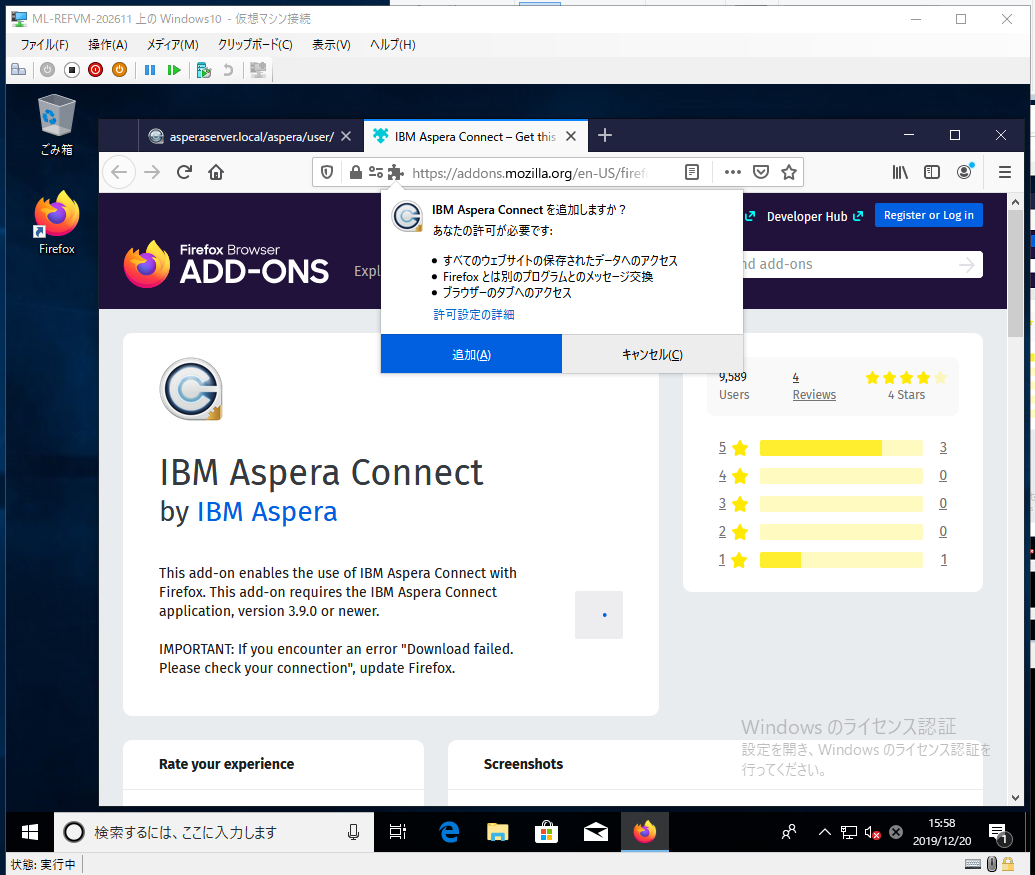 ML-REFVM-202611 上の Windows10 - 仮想マシン接続
ファイル(F) 操作(A) メディア(M) クリップボード(C) 表示(V) ヘルプ(H)
ごみ箱
Firefox
asperaserver.local/aspera/user/
IBM Aspera Connect – Get this
https://addons.mozilla.org/en-US/firef
IBM Aspera Connect を追加しますか？
あなたの許可が必要です:
• すべてのウェブサイトの保存されたデータへのアクセス
• Firefox とは別のプログラムとのメッセージ交換
• ブラウザーのタブへのアクセス
許可設定の詳細
追加(A) キャンセル(C)
Developer Hub
Register or Log in
Firefox Browser
ADD-ONS
Expl
nd add-ons
9,589
Users
4
Reviews
4 Stars
5 3
4 0
3 0
2 0
1 1
IBM Aspera Connect
by IBM Aspera
This add-on enables the use of IBM Aspera Connect with
Firefox. This add-on requires the IBM Aspera Connect
application, version 3.9.0 or newer.
IMPORTANT: If you encounter an error "Download failed.
Please check your connection", update Firefox.
Rate your experience
Screenshots
Windows のライセンス認証
設定を開き、Windows のライセンス認証を
行ってください。
検索するには、ここに入力します
15:58
2019/12/20
1
状態: 実行中